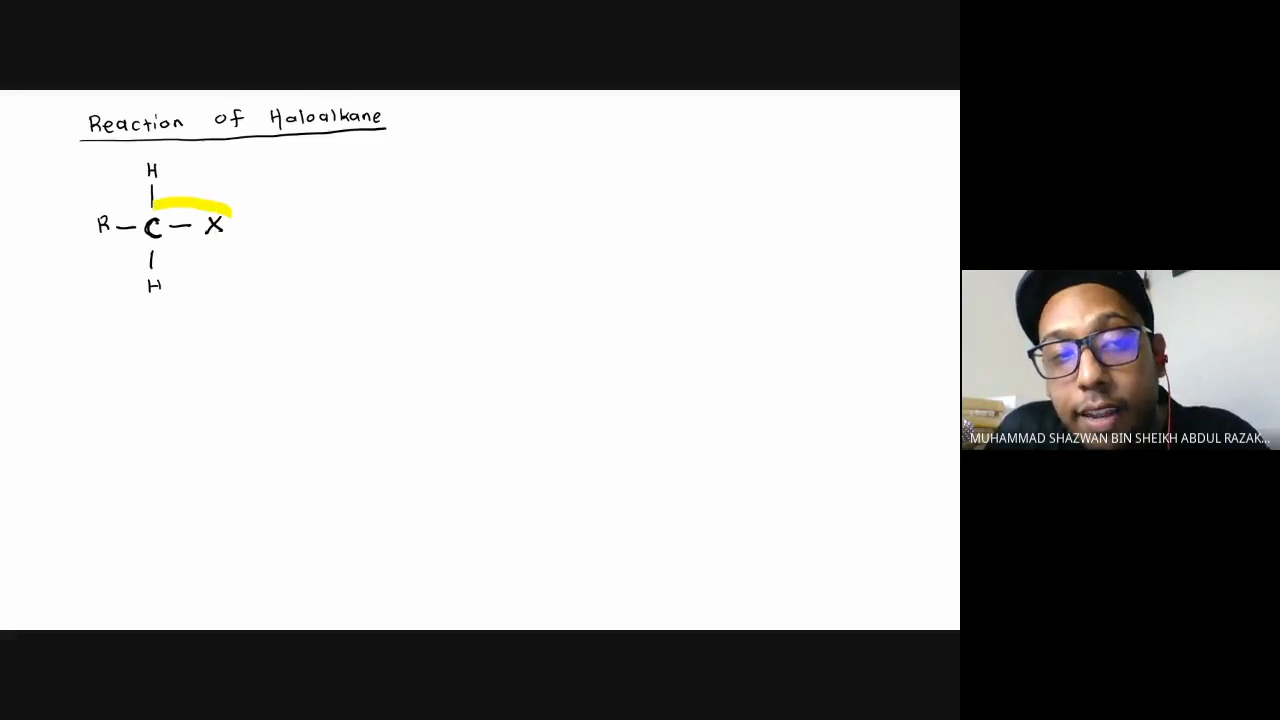 Reaction of Haloalkane
H
R - C - X
H
MUHAMMAD SHAZWAN BIN SHEIKH ABDUL RAZAK...